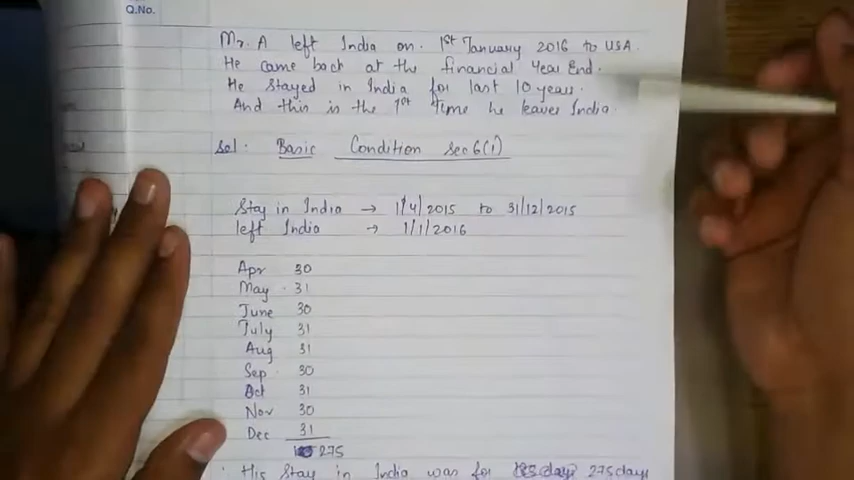 Q.No.
Mr. A left India on. 1st January 2016 to USA.
He came back at the financial Year End.
He stayed in India for last 10 years.
And this is the 1st Time he leaves India.
Sol. Basic Condition sec 6(1)
Stay in India → 1/4/2015 to 31/12/2015
left India → 1/1/2016
Apr 30
May 31
June 30
July 31
Aug 31
Sep 30
Oct 31
Nov 30
Dec 31
275
His stay in India was for 275 days